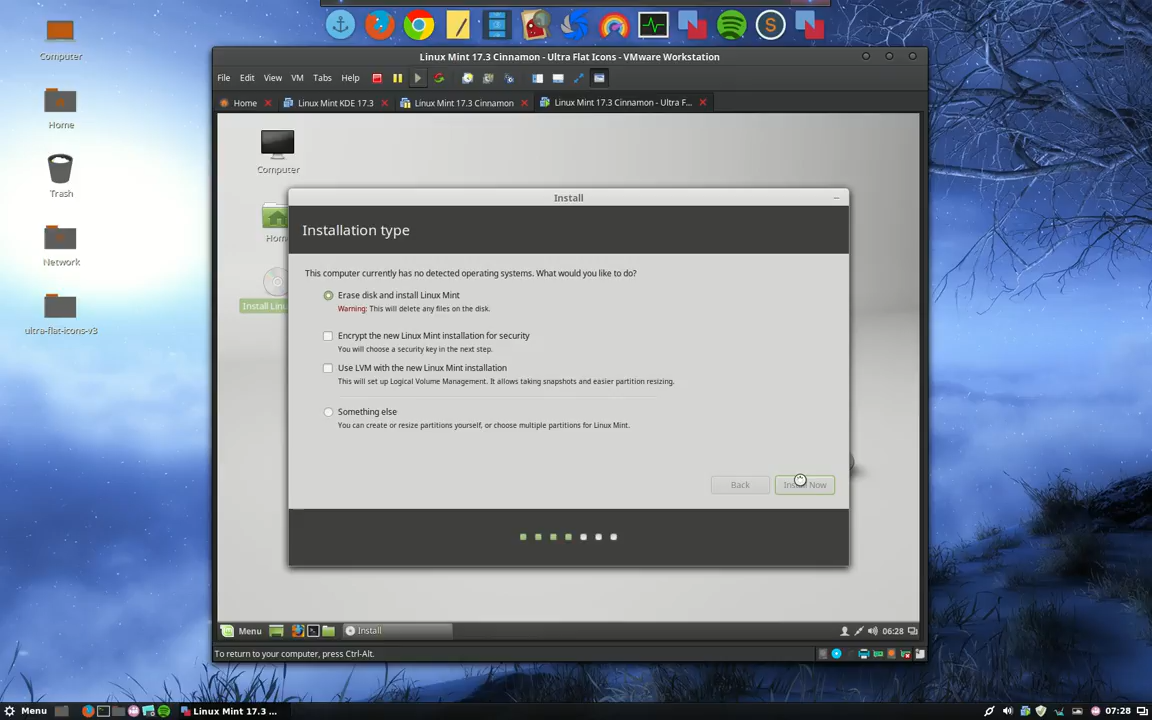 Computer
Home
Trash
Network
ultra-flat-icons-v3
Linux Mint 17.3 Cinnamon - Ultra Flat Icons - VMware Workstation
File Edit View VM Tabs Help
Home Linux Mint KDE 17.3 Linux Mint 17.3 Cinnamon Linux Mint 17.3 Cinnamon - Ultra F...
Computer
Hom
Install Linu
Install
Installation type
This computer currently has no detected operating systems. What would you like to do?
Erase disk and install Linux Mint
Warning: This will delete any files on the disk.
Encrypt the new Linux Mint installation for security
You will choose a security key in the next step.
Use LVM with the new Linux Mint installation
This will set up Logical Volume Management. It allows taking snapshots and easier partition resizing.
Something else
You can create or resize partitions yourself, or choose multiple partitions for Linux Mint.
Back Install Now
Menu Install 06:28
To return to your computer, press Ctrl-Alt.
Menu Linux Mint 17.3 ... 07:28